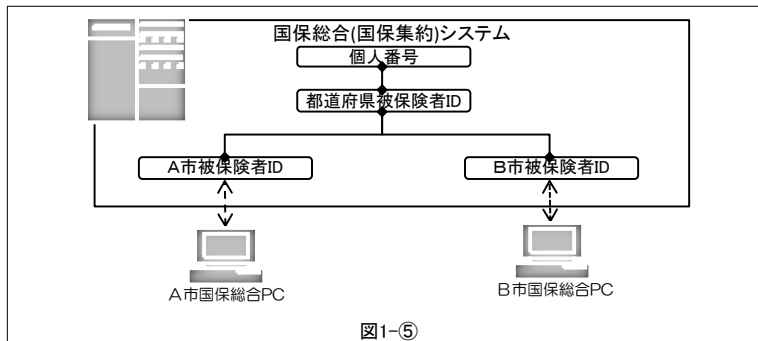 国保総合(国保集約)システム
個人番号
都道府県被保険者ID
A市被保険者ID
B市被保険者ID
A市国保総合PC
B市国保総合PC
図1-⑤